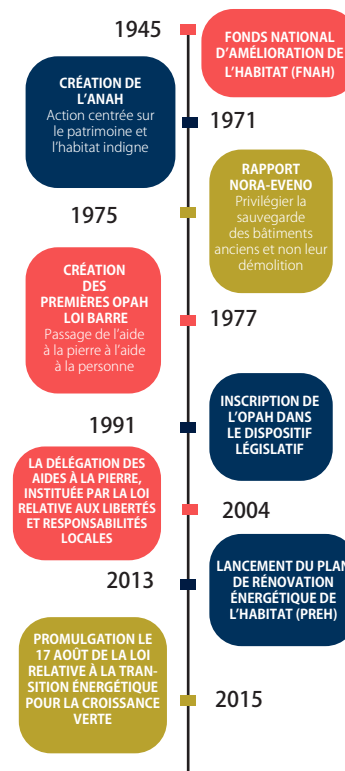 1945
FONDS NATIONAL
D'AMÉLIORATION DE
L'HABITAT (FNAH)
CRÉATION DE
L'ANAH
Action centrée sur
le patrimoine et
l'habitat indigne
1971
RAPPORT
NORA-EVENO
Privilégier la
sauvegarde
des bâtiments
anciens et non leur
démolition
1975
CRÉATION
DES
PREMIÈRES OPAH
LOI BARRE
Passage de l'aide
à la pierre à l'aide
à la personne
1977
INSCRIPTION DE
L'OPAH DANS
LE DISPOSITIF
LÉGISLATIF
1991
LA DÉLÉGATION DES
AIDES À LA PIERRE,
INSTITUÉE PAR LA LOI
RELATIVE AUX LIBERTÉS
ET RESPONSABILITÉS
LOCALES
2004
2013
LANCEMENT DU PLAN
DE RÉNOVATION
ÉNERGÉTIQUE DE
L'HABITAT (PREH)
PROMULGATION LE
17 AOÛT DE LA LOI
RELATIVE À LA TRAN-
SITION ÉNERGÉTIQUE
POUR LA CROISSANCE
VERTE
2015